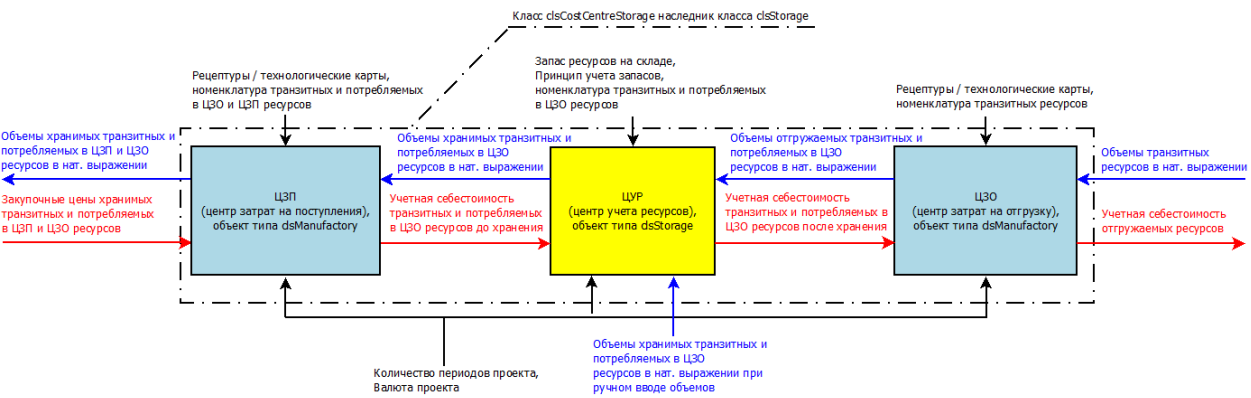 Класс clsCostCentreStorage наследник класса clsStorage
Рецептуры / технологические карты,
номенклатура транзитных и потребляемых
в ЦЗО и ЦЗП ресурсов
Запас ресурсов на складе,
Принцип учета запасов,
номенклатура транзитных и потребляемых
в ЦЗО ресурсов
Рецептуры / технологические карты,
номенклатура транзитных ресурсов
Объемы хранимых транзитных и
потребляемых в ЦЗП и ЦЗО
ресурсов в нат. выражении
Закупочные цены хранимых
транзитных и потребляемых
в ЦЗП и ЦЗО ресурсов
ЦЗП
(центр затрат на поступления),
объект типа dsManufactory
Объемы хранимых транзитных и
потребляемых в ЦЗО
ресурсов в нат. выражении
Учетная себестоимость
транзитных и потребляемых
в ЦЗО ресурсов до хранения
ЦУР
(центр учета ресурсов),
объект типа dsStorage
Объемы отгружаемых транзитных и
потребляемых в ЦЗО
ресурсов в нат. выражении
Учетная себестоимость
транзитных и потребляемых в
ЦЗО ресурсов после хранения
ЦЗО
(центр затрат на отгрузку),
объект типа dsManufactory
Объемы транзитных
ресурсов в нат. выражении
Учетная себестоимость
отгружаемых ресурсов
Количество периодов проекта,
Валюта проекта
Объемы хранимых транзитных и
потребляемых в ЦЗО
ресурсов в нат. выражении при
ручном вводе объемов